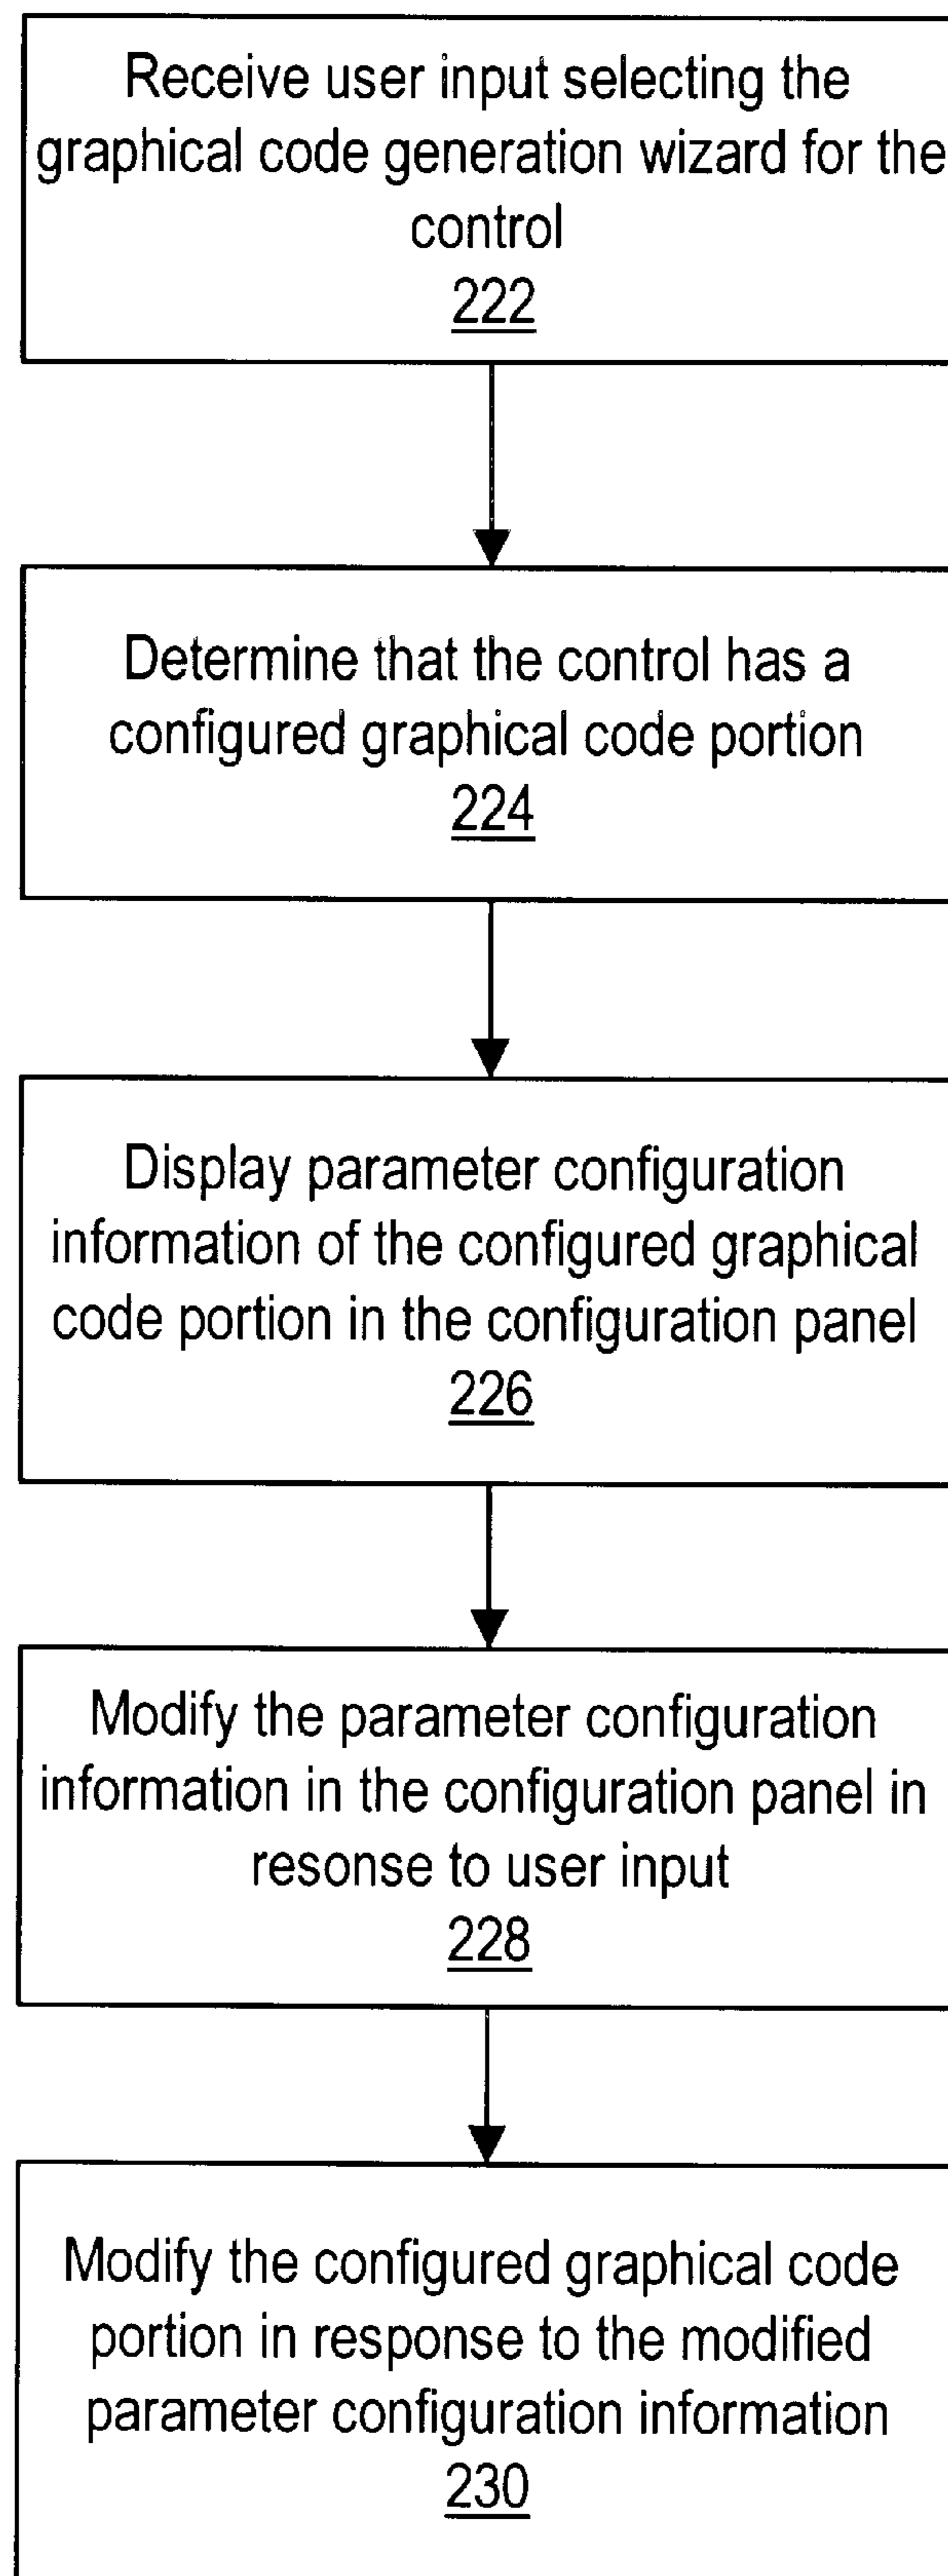 Receive user input selecting the
graphical code generation wizard for the
control
222
Determine that the control has a
configured graphical code portion
224
Display parameter configuration
information of the configured graphical
code portion in the configuration panel
226
Modify the parameter configuration
information in the configuration panel in
resonse to user input
228
Modify the configured graphical code
portion in response to the modified
parameter configuration information
230